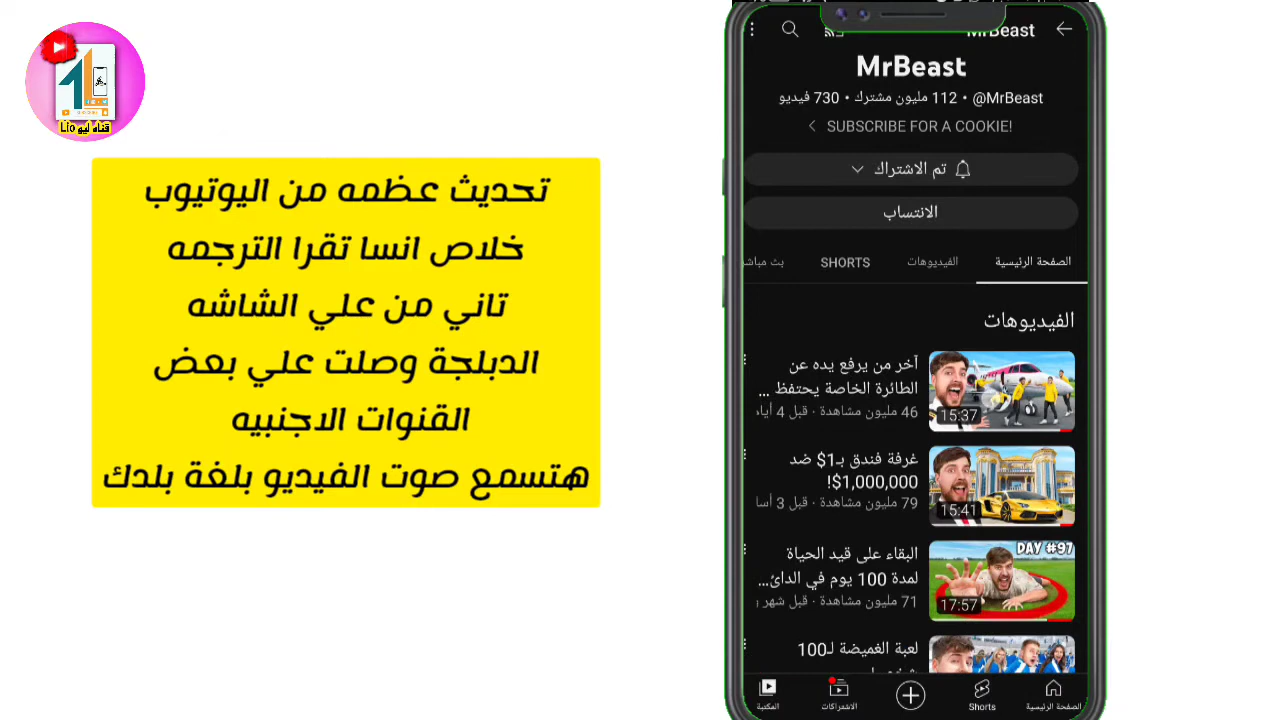 قناه ليو Lio
تحديث عظمه من اليوتيوب
خلاص انسا تقرا الترجمه
تاني من علي الشاشه
الدبلجة وصلت علي بعض
القنوات الاجنبيه
هتسمع صوت الفيديو بلغة بلدك
MrBeast
MrBeast
@MrBeast • 112 مليون مشترك • 730 فيديو
SUBSCRIBE FOR A COOKIE!
تم الاشتراك
الانتساب
الصفحة الرئيسية
الفيديوهات
SHORTS
بث مباشر
الفيديوهات
آخر من يرفع يده عن
الطائرة الخاصة يحتفظ ...
46 مليون مشاهدة · قبل 4 أيام
15:37
غرفة فندق بـ1$ ضد
1,000,000$!
79 مليون مشاهدة · قبل 3 أسا
15:41
البقاء على قيد الحياة
لمدة 100 يوم في الدائ...
71 مليون مشاهدة · قبل شهر و
DAY #97
17:57
لعبة الغميضة لـ100
الصفحة الرئيسية
Shorts
الاشتراكات
المكتبة